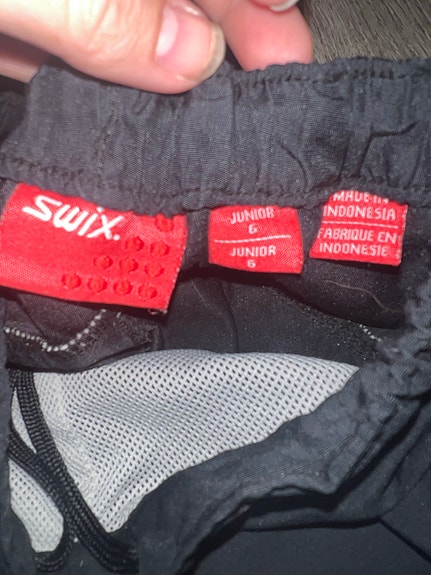 Swix.
JUNIOR
6
JUNIOR
6
MADE IN
INDONESIA
FABRIQUE EN
INDONESIE